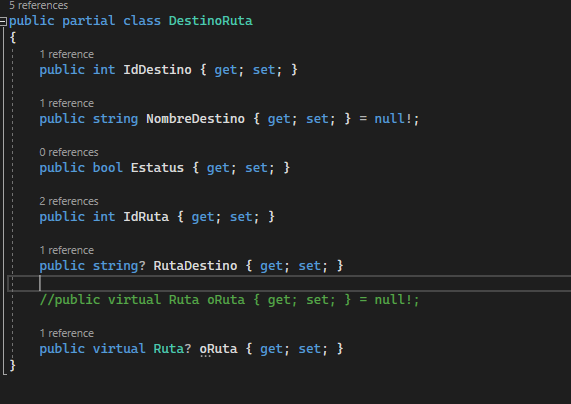 5 references
public partial class DestinoRuta
{
1 reference
public int IdDestino { get; set; }
1 reference
public string NombreDestino { get; set; } = null!;
0 references
public bool Estatus { get; set; }
2 references
public int IdRuta { get; set; }
1 reference
public string? RutaDestino { get; set; }
//public virtual Ruta oRuta { get; set; } = null!;
1 reference
public virtual Ruta? oRuta { get; set; }
}